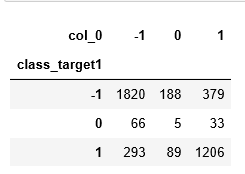 col_0 -1 0 1
class_target1
-1 1820 188 379
0 66 5 33
1 293 89 1206